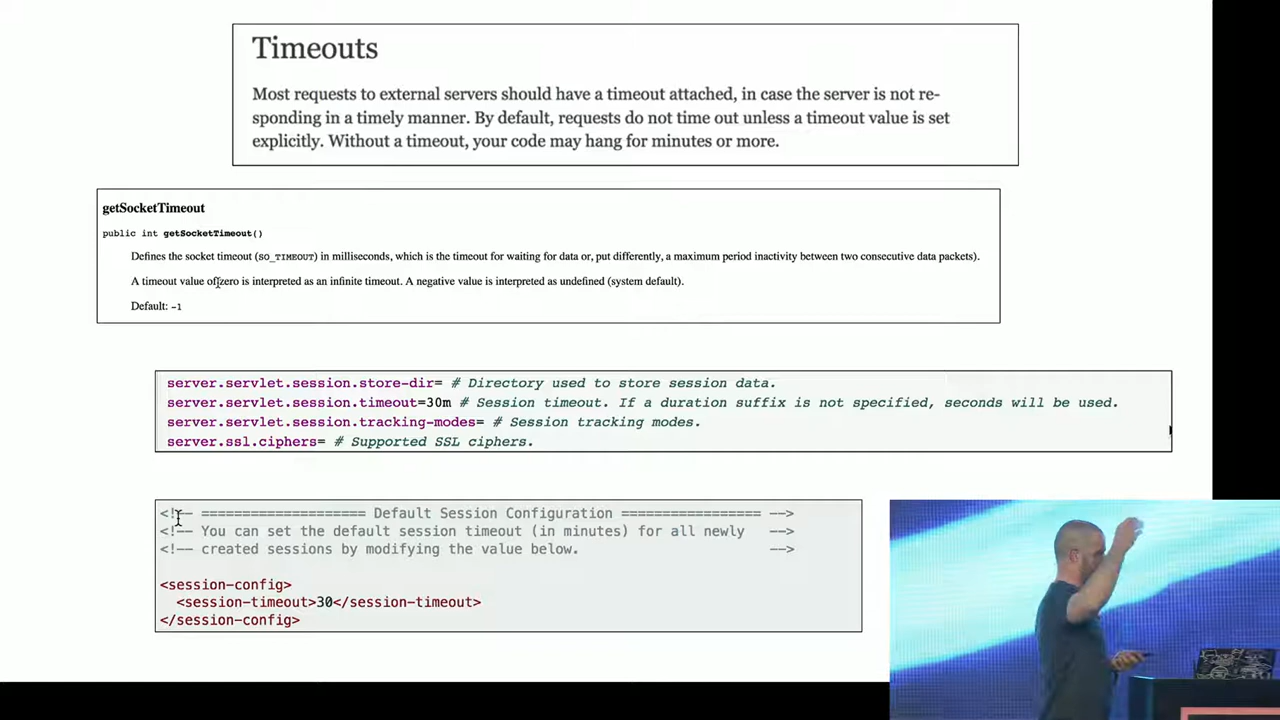 Timeouts
Most requests to external servers should have a timeout attached, in case the server is not re-
sponding in a timely manner. By default, requests do not time out unless a timeout value is set
explicitly. Without a timeout, your code may hang for minutes or more.
getSocketTimeout
public int getSocketTimeout()
Defines the socket timeout (SO_TIMEOUT) in milliseconds, which is the timeout for waiting for data or, put differently, a maximum period inactivity between two consecutive data packets).
A timeout value of zero is interpreted as an infinite timeout. A negative value is interpreted as undefined (system default).
Default: -1
server.servlet.session.store-dir= # Directory used to store session data.
server.servlet.session.timeout=30m # Session timeout. If a duration suffix is not specified, seconds will be used.
server.servlet.session.tracking-modes= # Session tracking modes.
server.ssl.ciphers= # Supported SSL ciphers.
<!-- ==================== Default Session Configuration ================= -->
<!-- You can set the default session timeout (in minutes) for all newly -->
<!-- created sessions by modifying the value below. -->
<session-config>
<session-timeout>30</session-timeout>
</session-config>